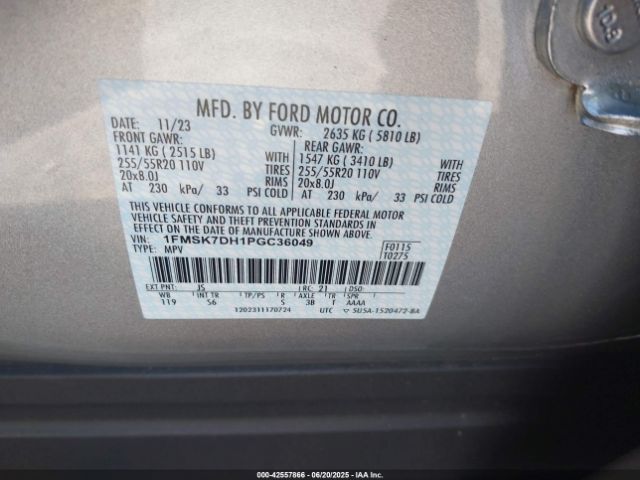 10.9
MFD. BY FORD MOTOR CO.
DATE: 11/23 GVWR: 2635 KG ( 5810 LB)
FRONT GAWR: REAR GAWR:
1141 KG ( 2515 LB) WITH 1547 KG ( 3410 LB) WITH
255/55R20 110V TIRES 255/55R20 110V TIRES
20x8.0J RIMS 20x8.0J RIMS
AT 230 kPa/ 33 PSI COLD AT 230 kPa/ 33 PSI COLD
THIS VEHICLE CONFORMS TO ALL APPLICABLE FEDERAL MOTOR
VEHICLE SAFETY AND THEFT PREVENTION STANDARDS IN
EFFECT ON THE DATE OF MANUFACTURE SHOWN ABOVE.
VIN: 1FMSK7DH1PGC36049 F0115
TYPE: MPV T0275
EXT PNT: JS RC: 21 DSO:
WB INT TR TP/PS R AXLE TR SPR
119 S6 S 3B T AAAA
1202311170724 UTC ▽ SU5A-1520472-BA
000-42557866 | 06/20/2025 - IAA Inc.